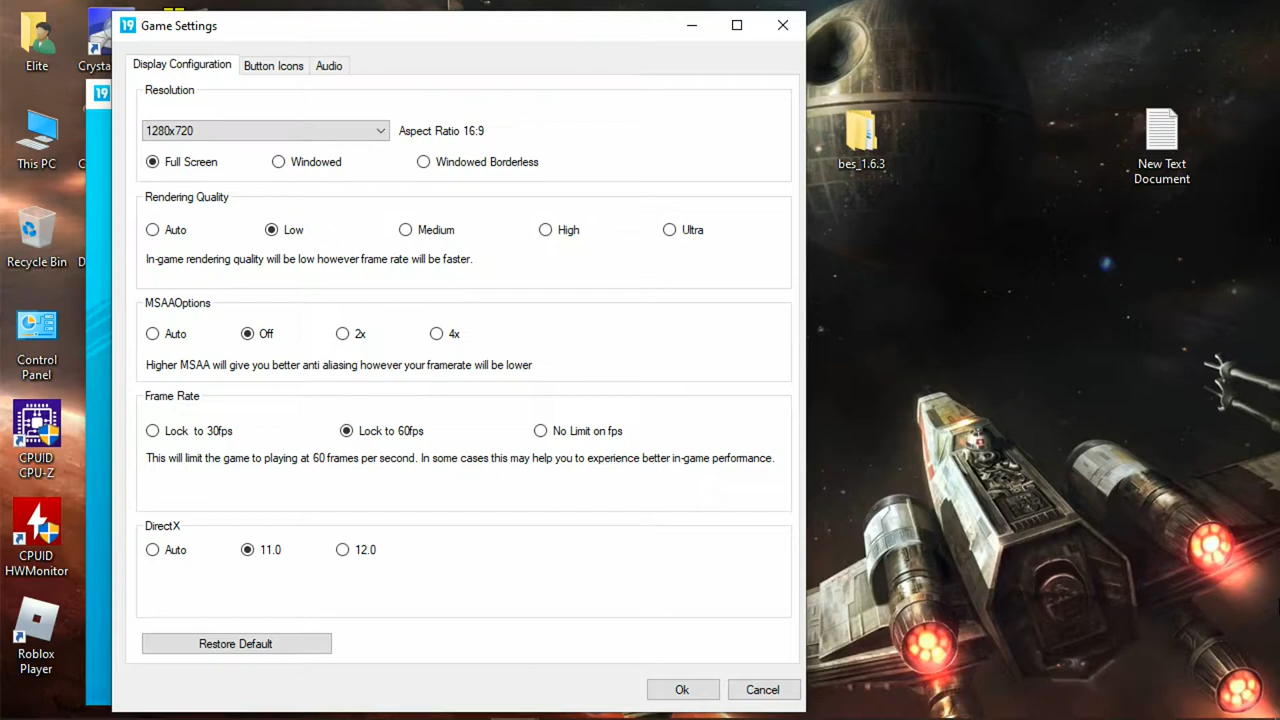 Elite
Crysta
This PC
C
Recycle Bin
D
Control
Panel
CPUID
CPU-Z
CPUID
HWMonitor
Roblox
Player
19
19 Game Settings
Display Configuration Button Icons Audio
Resolution
1280x720 Aspect Ratio 16:9
Full Screen Windowed Windowed Borderless
Rendering Quality
Auto Low Medium High Ultra
In-game rendering quality will be low however frame rate will be faster.
MSAAOptions
Auto Off 2x 4x
Higher MSAA will give you better anti aliasing however your framerate will be lower
Frame Rate
Lock to 30fps Lock to 60fps No Limit on fps
This will limit the game to playing at 60 frames per second. In some cases this may help you to experience better in-game performance.
DirectX
Auto 11.0 12.0
Restore Default
Ok Cancel
bes_1.6.3
New Text
Document